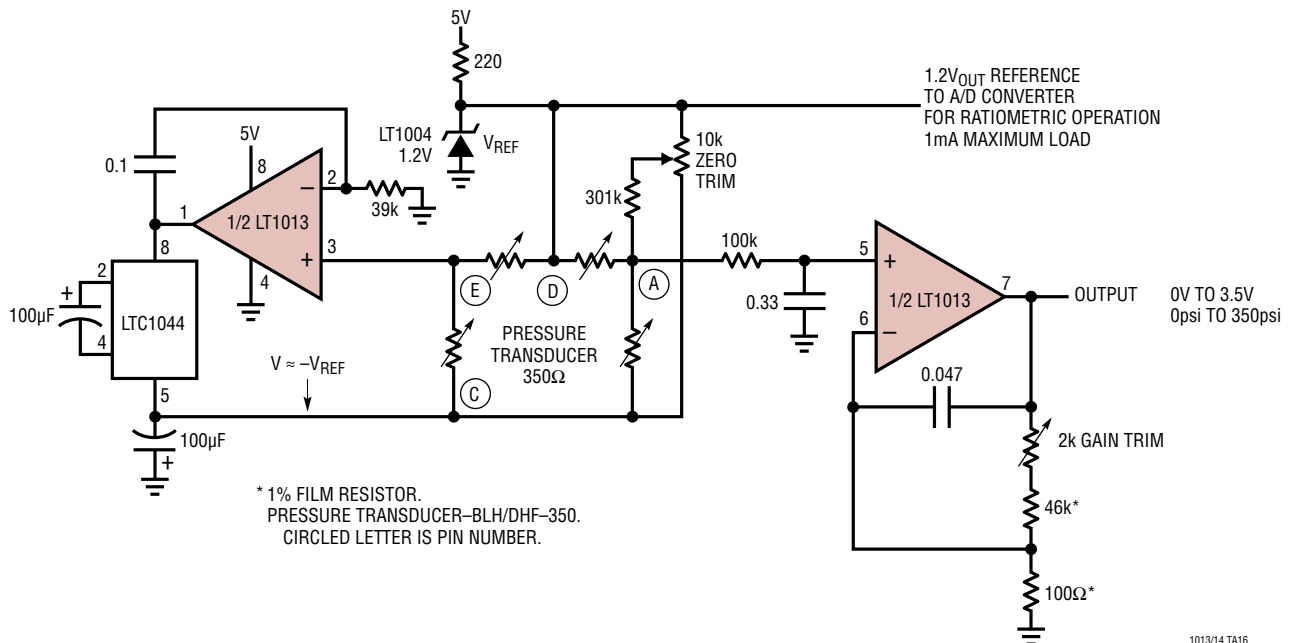 5V
220
1.2V_OUT REFERENCE
TO A/D CONVERTER
FOR RATIOMETRIC OPERATION
1mA MAXIMUM LOAD
LT1004
1.2V
V_REF
10k
ZERO
TRIM
301k
5V
0.1
8
2
–
39k
1
1/2 LT1013
3
+
4
8
2
+
100µF
4
LTC1044
5
100µF
+
V ≈ –V_REF
E
D
A
C
PRESSURE
TRANSDUCER
350Ω
100k
0.33
5
+
1/2 LT1013
7
6
–
OUTPUT
0V TO 3.5V
0psi TO 350psi
0.047
2k GAIN TRIM
46k*
100Ω*
* 1% FILM RESISTOR.
PRESSURE TRANSDUCER–BLH/DHF–350.
CIRCLED LETTER IS PIN NUMBER.
1013/14 TA16